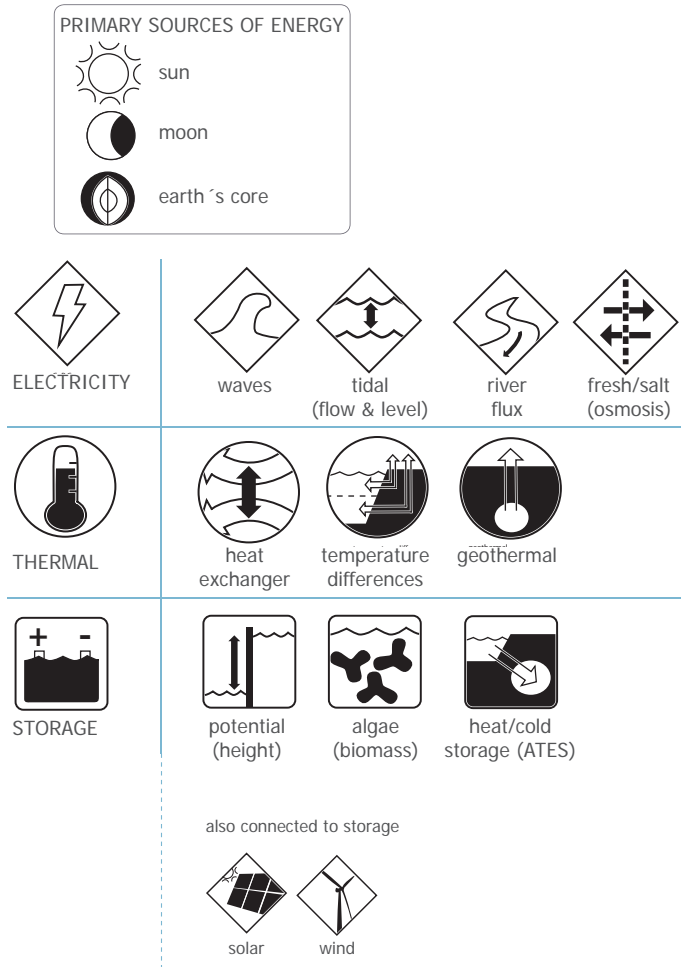 PRIMARY SOURCES OF ENERGY
sun
moon
earth´s core
ELECTRICITY
waves
tidal
(flow & level)
river
flux
fresh/salt
(osmosis)
THERMAL
heat
exchanger
temperature
differences
geothermal
+ -
STORAGE
potential
(height)
algae
(biomass)
heat/cold
storage (ATES)
also connected to storage
solar
wind